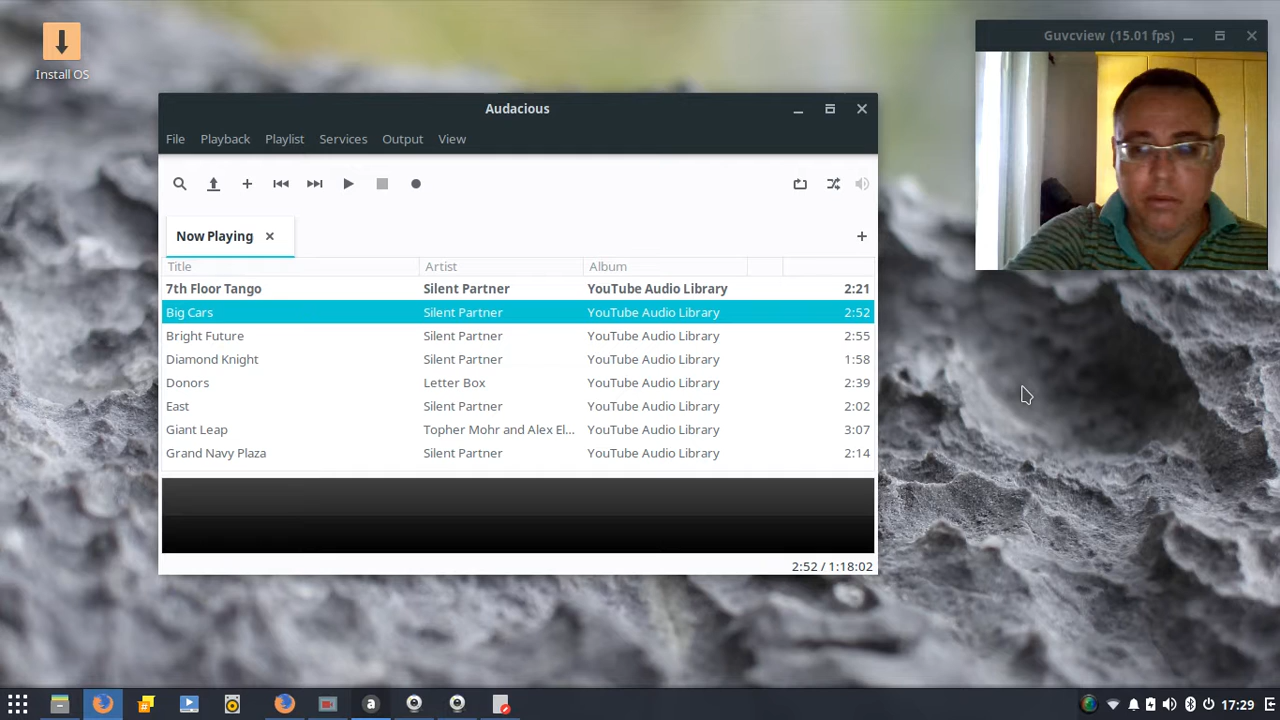 Install OS
Guvcview (15.01 fps)
Audacious
File Playback Playlist Services Output View
Now Playing
Title Artist Album
7th Floor Tango Silent Partner YouTube Audio Library 2:21
Big Cars Silent Partner YouTube Audio Library 2:52
Bright Future Silent Partner YouTube Audio Library 2:55
Diamond Knight Silent Partner YouTube Audio Library 1:58
Donors Letter Box YouTube Audio Library 2:39
East Silent Partner YouTube Audio Library 2:02
Giant Leap Topher Mohr and Alex El... YouTube Audio Library 3:07
Grand Navy Plaza Silent Partner YouTube Audio Library 2:14
2:52 / 1:18:02
a
17:29